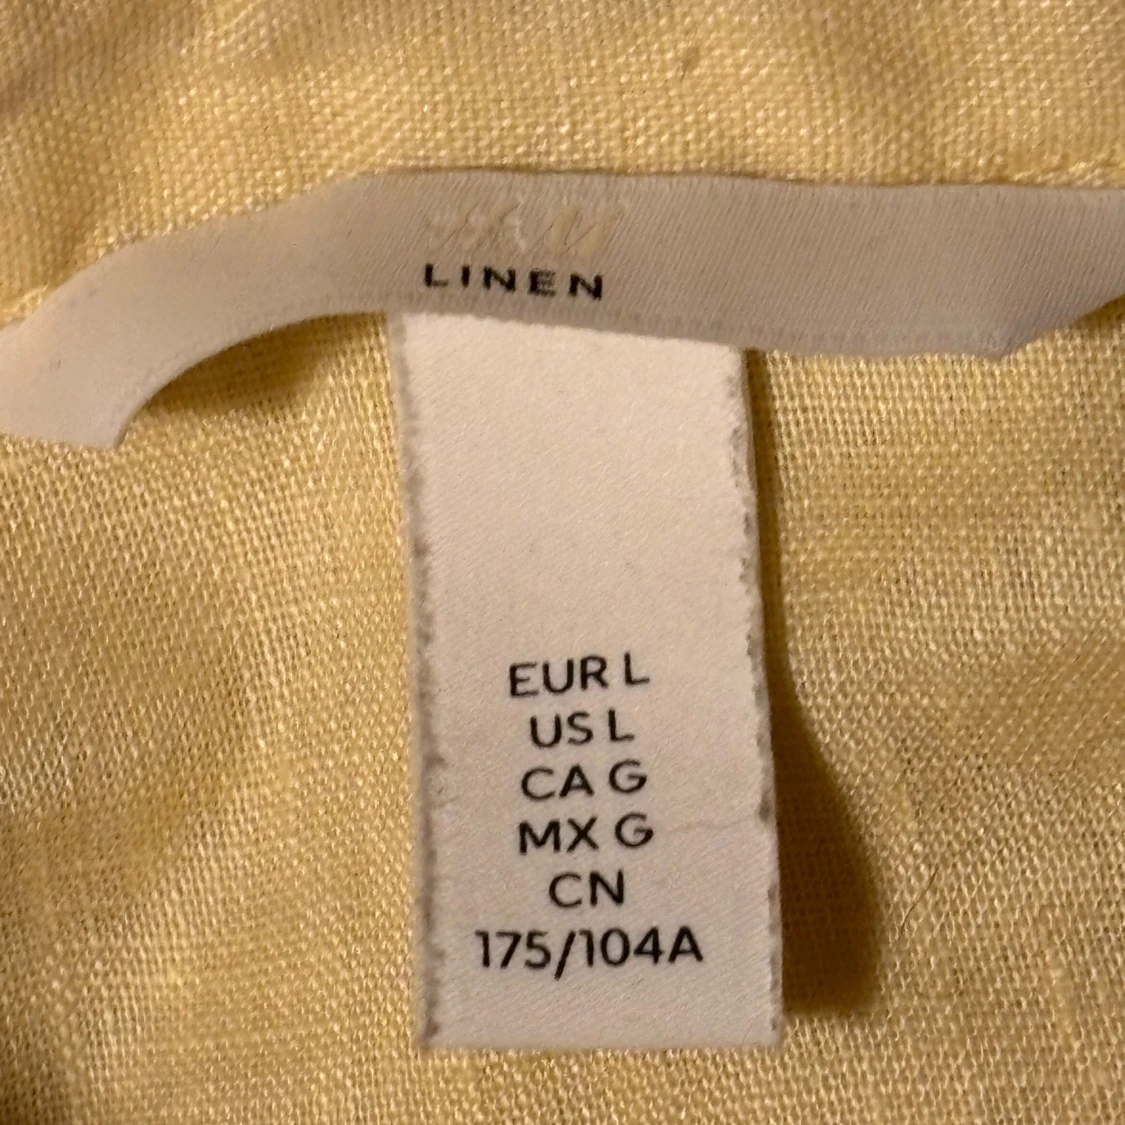 H&M
LINEN
EUR L
US L
CA G
MX G
CN
175/104A